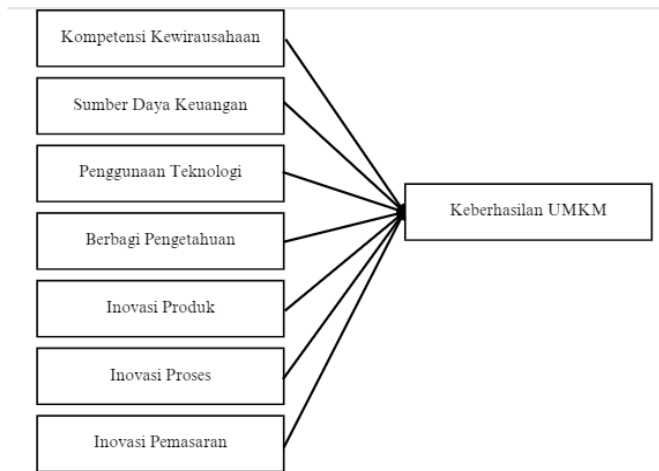 Kompetensi Kewirausahaan
Sumber Daya Keuangan
Penggunaan Teknologi
Berbagi Pengetahuan
Inovasi Produk
Inovasi Proses
Inovasi Pemasaran
Keberhasilan UMKM